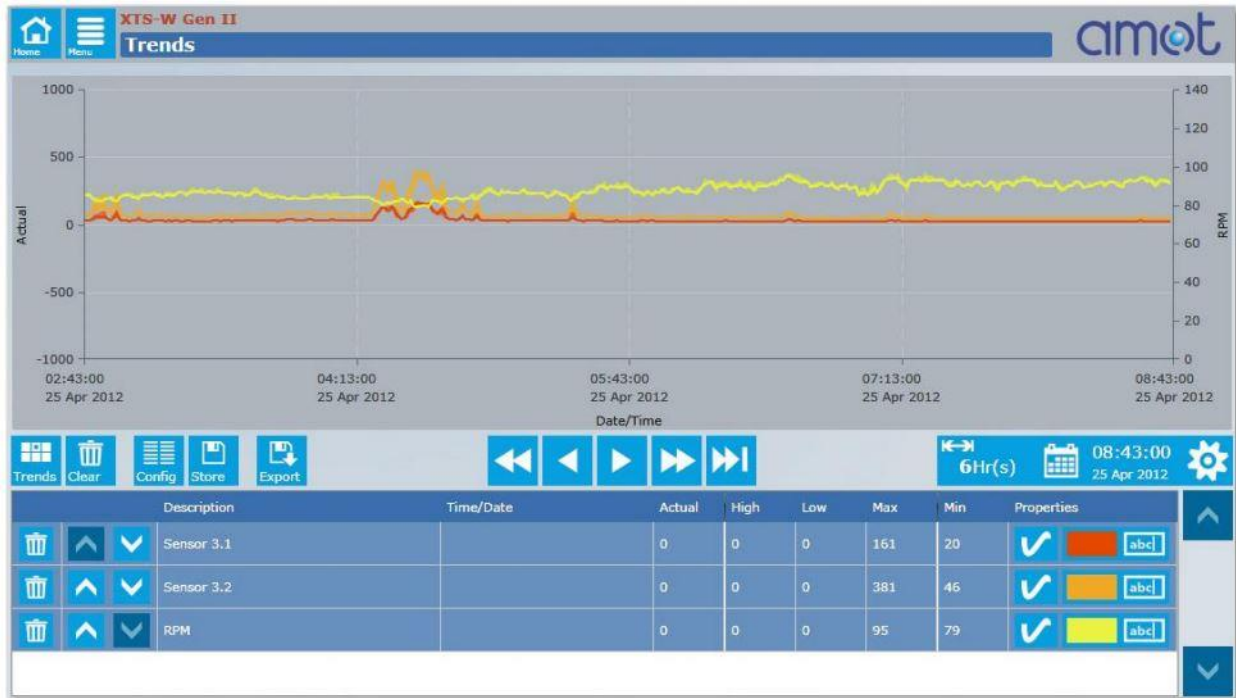 XTS-W Gen II
Home
Menu
Trends
amot
1000
500
0
-500
-1000
Actual
140
120
100
80
60
40
20
0
RPM
02:43:00
25 Apr 2012
04:13:00
25 Apr 2012
05:43:00
25 Apr 2012
07:13:00
25 Apr 2012
08:43:00
25 Apr 2012
Date/Time
Trends
Clear
Config
Store
Export
6Hr(s)
08:43:00
25 Apr 2012
Description Time/Date Actual High Low Max Min Properties
Sensor 3.1 0 0 0 161 20 abc
Sensor 3.2 0 0 0 381 46 abc
RPM 0 0 0 95 79 abc